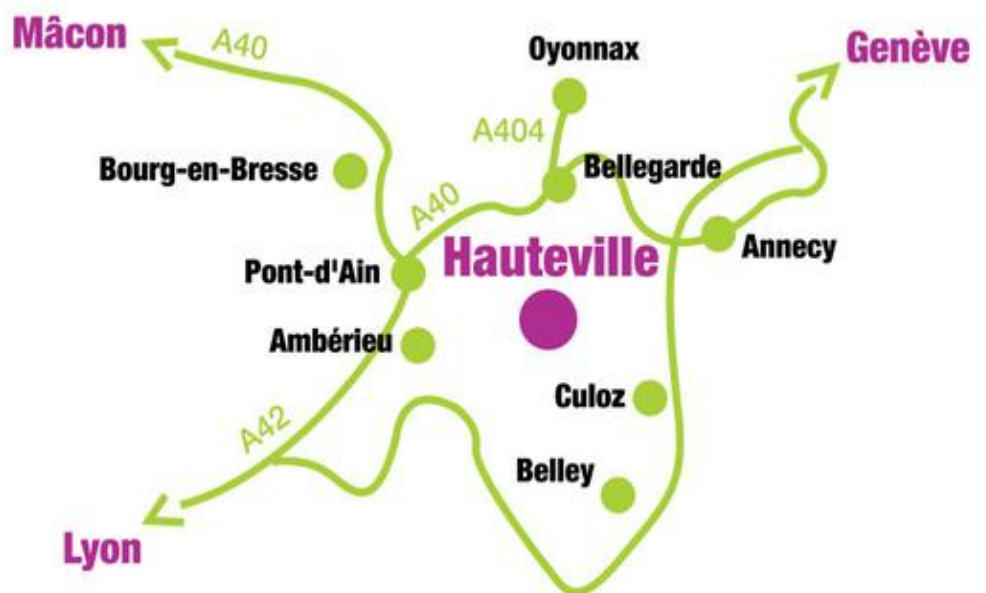 Mâcon
A40
Oyonnax
Genève
A404
Bourg-en-Bresse
Bellegarde
A40
Annecy
Hauteville
Pont-d'Ain
Ambérieu
Culoz
A42
Belley
Lyon